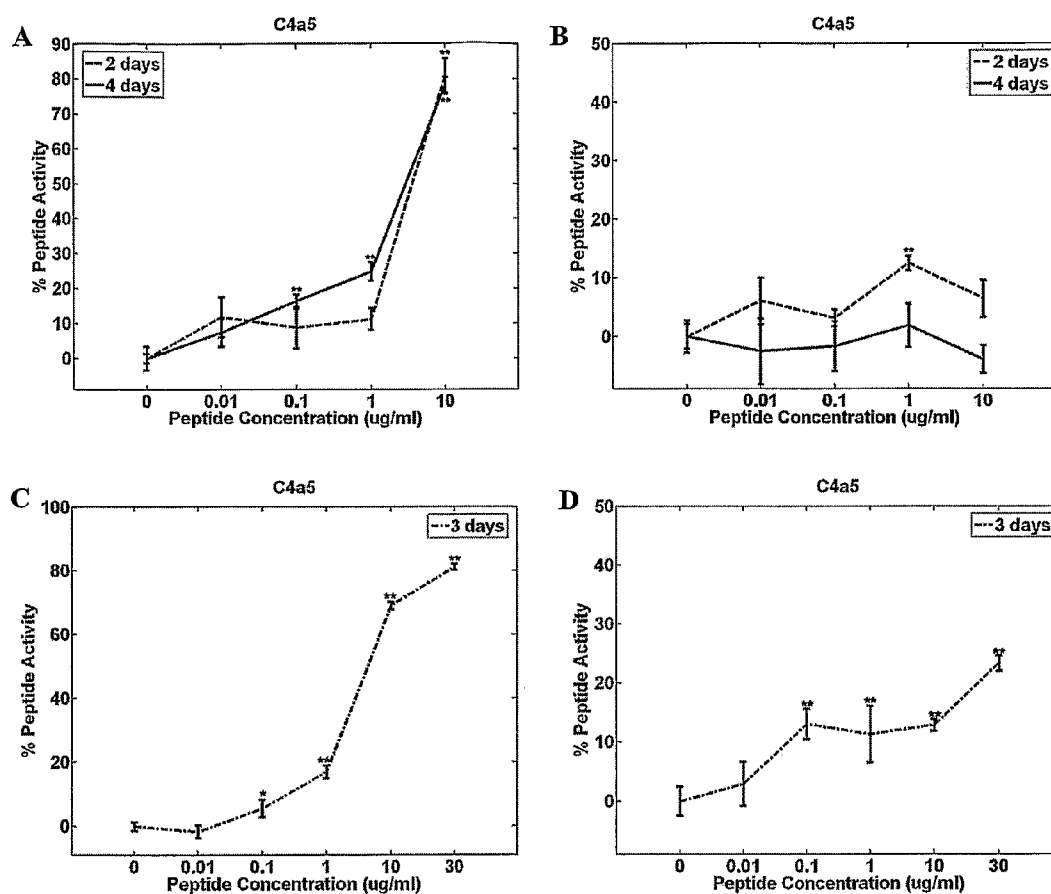 A
C4a5
90
80
70
60
50
40
30
20
10
0
% Peptide Activity
2 days
4 days
**
**
**
**
0 0.01 0.1 1 10
Peptide Concentration (ug/ml)
B
C4a5
50
40
30
20
10
0
% Peptide Activity
2 days
4 days
**
0 0.01 0.1 1 10
Peptide Concentration (ug/ml)
C
C4a5
100
80
60
40
20
0
% Peptide Activity
3 days
*
**
**
**
0 0.01 0.1 1 10 30
Peptide Concentration (ug/ml)
D
C4a5
50
40
30
20
10
0
% Peptide Activity
3 days
**
**
**
**
0 0.01 0.1 1 10 30
Peptide Concentration (ug/ml)